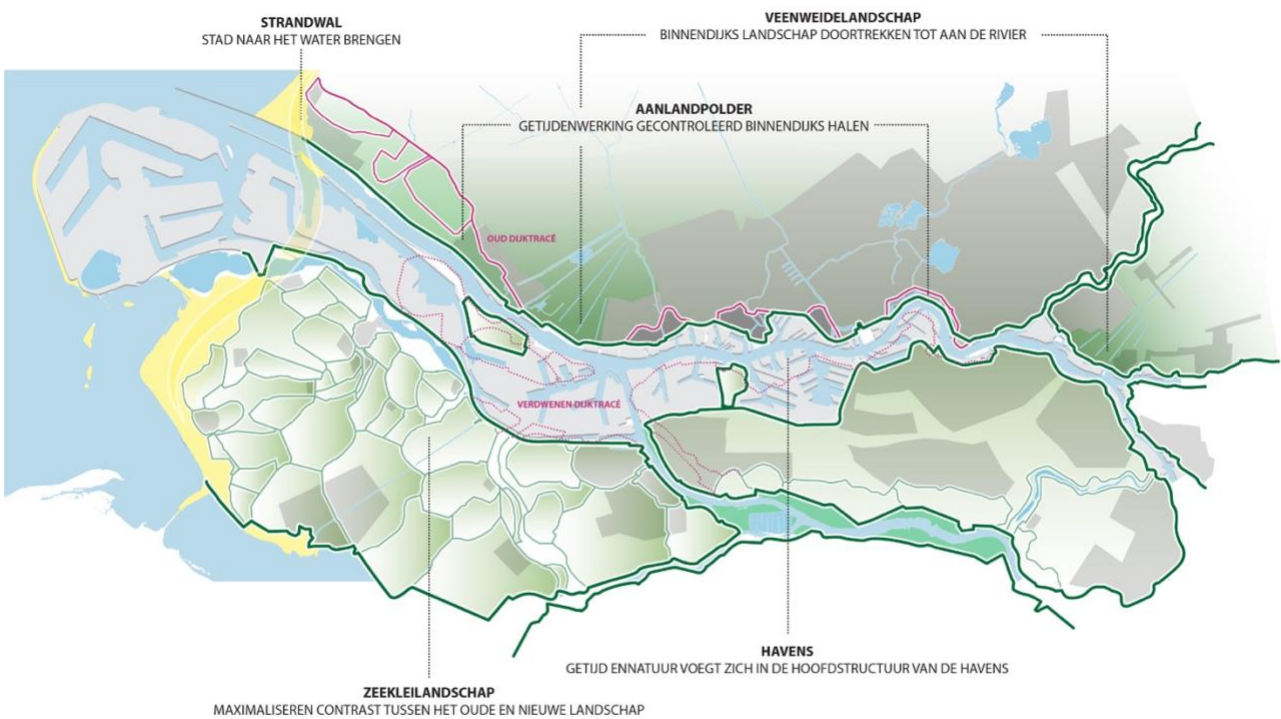 STRANDWAL
STAD NAAR HET WATER BRENGEN
VEENWEIDELANDSCHAP
BINNENDIJKS LANDSCHAP DOORTREKKEN TOT AAN DE RIVIER
AANLANDPOLDER
GETIJDENWERKING GECONTROLEERD BINNENDIJKS HALEN
OUD DIJKTRACÉ
VERDWENEN DIJKTRACÉ
HAVENS
GETIJD ENNATUUR VOEGT ZICH IN DE HOOFDSTRUCTUUR VAN DE HAVENS
ZEEKLEILANDSCHAP
MAXIMALISEREN CONTRAST TUSSEN HET OUDE EN NIEUWE LANDSCHAP